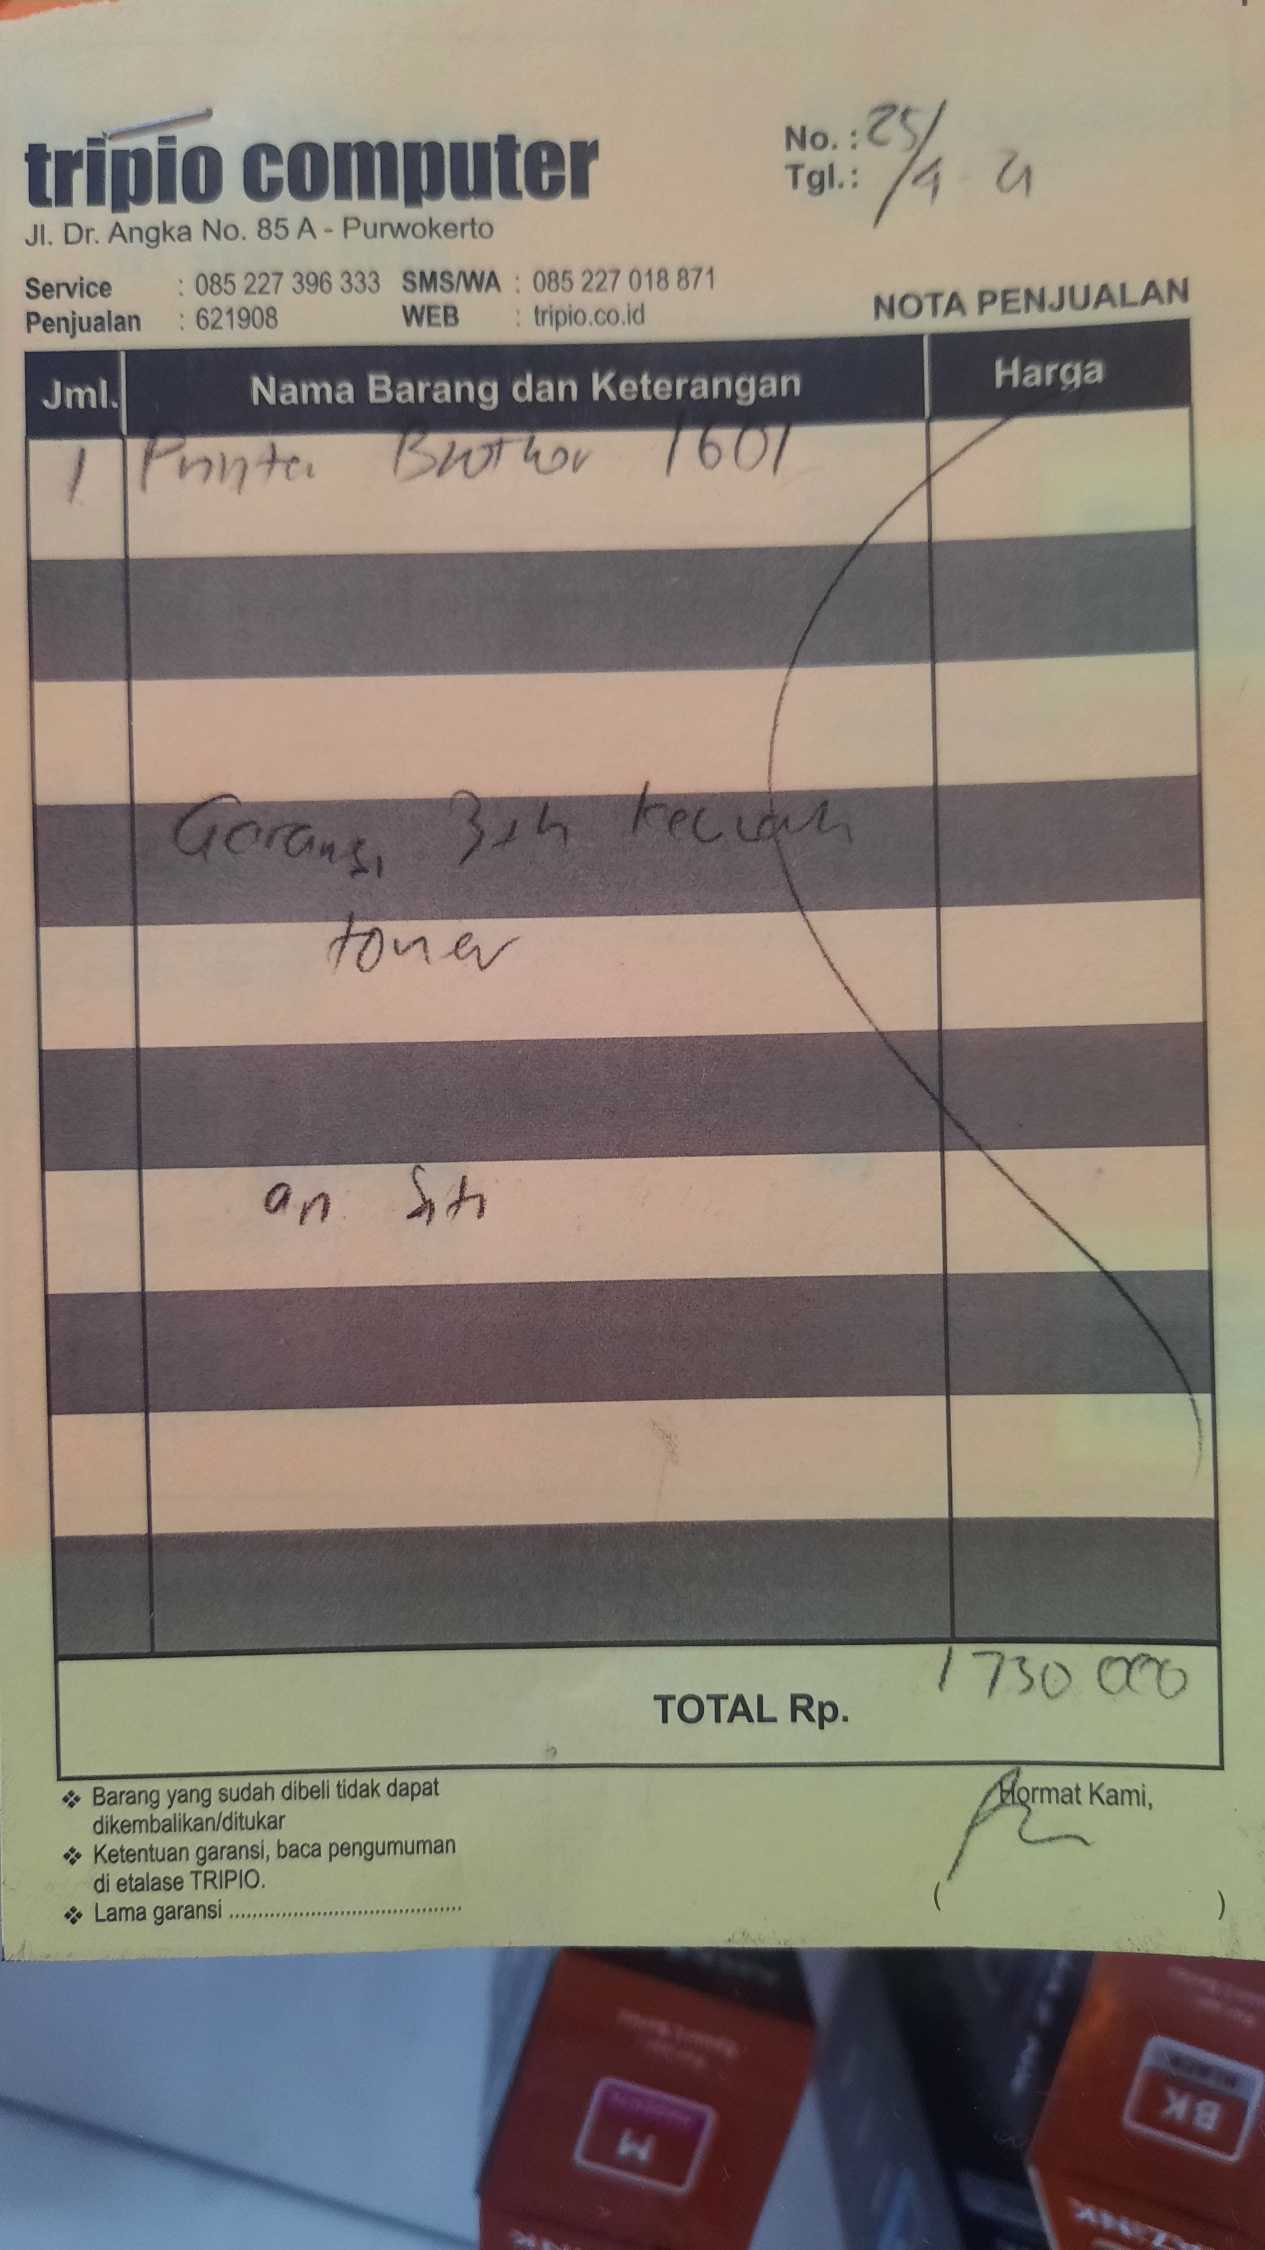 tripio computer
Jl. Dr. Angka No. 85 A - Purwokerto
No. : 25/
Tgl. : /4 - 21
Service : 085 227 396 333 SMS/WA : 085 227 018 871
Penjualan : 621908 WEB : tripio.co.id
NOTA PENJUALAN
Jml. Nama Barang dan Keterangan Harga
1 Printer Brother 1601
Garansi 3th kecuali
toner
an Siti
TOTAL Rp. 1 730 000
❖ Barang yang sudah dibeli tidak dapat
dikembalikan/ditukar
❖ Ketentuan garansi, baca pengumuman
di etalase TRIPIO.
❖ Lama garansi ........................................
Hormat Kami,
( )
M
BK